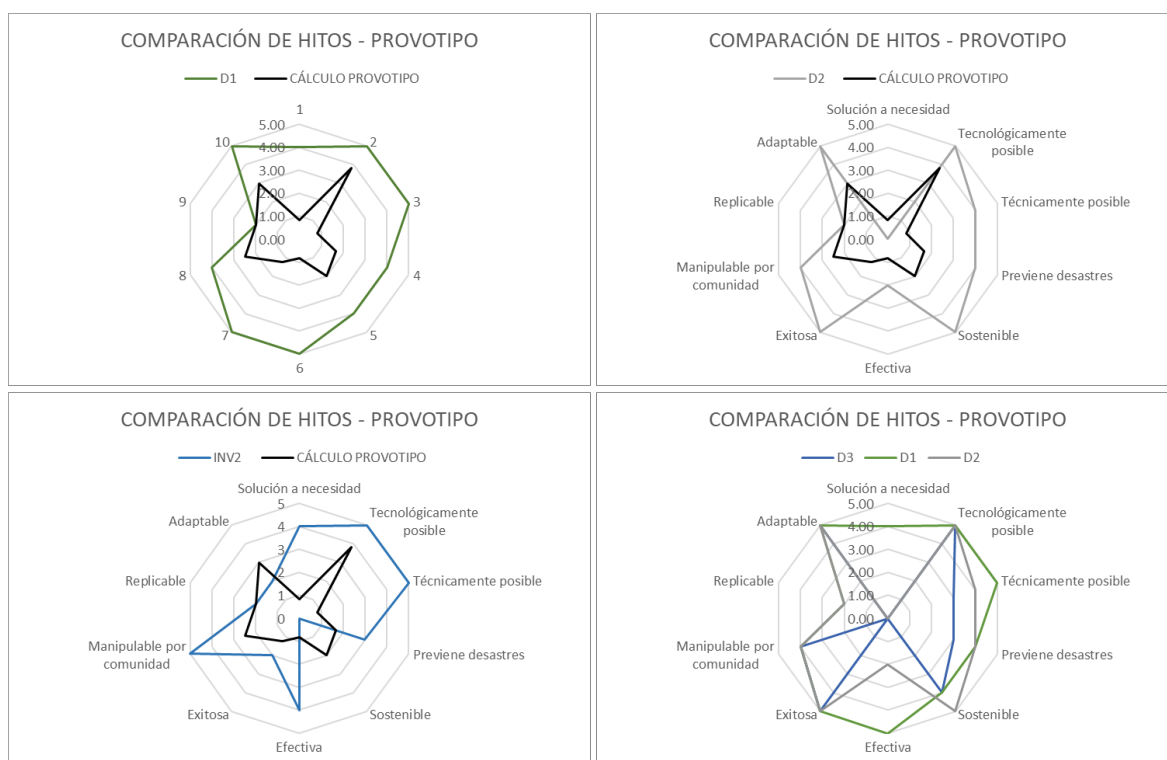 COMPARACIÓN DE HITOS - PROVOTIPO
D1 CÁLCULO PROVOTIPO
1
5.00
10 2
4.00
3.00
9 2.00 3
1.00
0.00
8 4
7 5
6
COMPARACIÓN DE HITOS - PROVOTIPO
D2 CÁLCULO PROVOTIPO
Solución a necesidad
5.00
Adaptable Tecnológicamente
4.00 posible
3.00
Replicable 2.00 Técnicamente posible
1.00
0.00
Manipulable por Previene desastres
comunidad
Exitosa Sostenible
Efectiva
COMPARACIÓN DE HITOS - PROVOTIPO
INV2 CÁLCULO PROVOTIPO
Solución a necesidad
5
Adaptable Tecnológicamente
4 posible
3
Replicable 2 Técnicamente posible
1
0
Manipulable por Previene desastres
comunidad
Exitosa Sostenible
Efectiva
COMPARACIÓN DE HITOS - PROVOTIPO
D3 D1 D2
Solución a necesidad
5.00
Adaptable Tecnológicamente
4.00 posible
3.00
Replicable 2.00 Técnicamente posible
1.00
0.00
Manipulable por Previene desastres
comunidad
Exitosa Sostenible
Efectiva